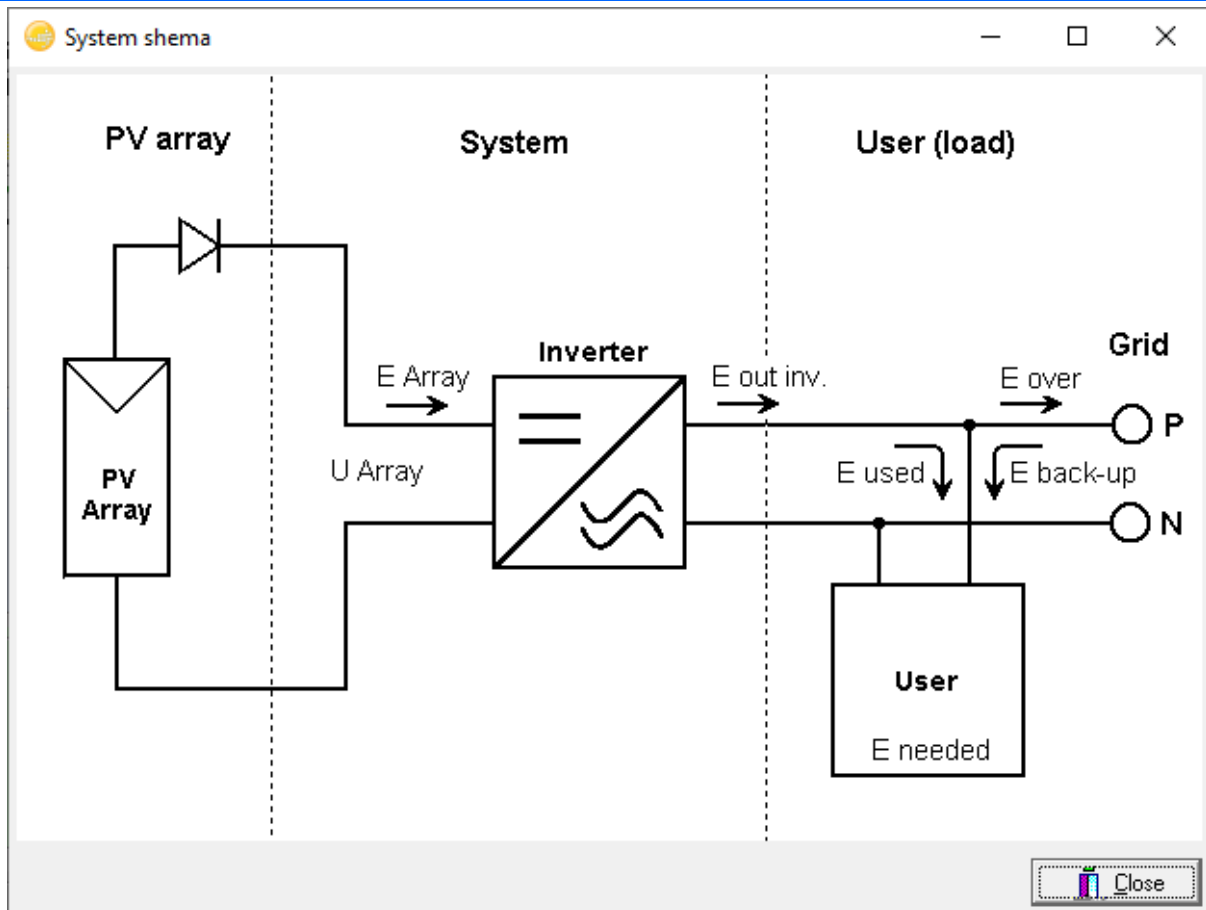 System shema
PV array
System
User (load)
Inverter
Grid
E Array
E out inv.
E over
P
U Array
E used
E back-up
PV
Array
N
User
E needed
Close